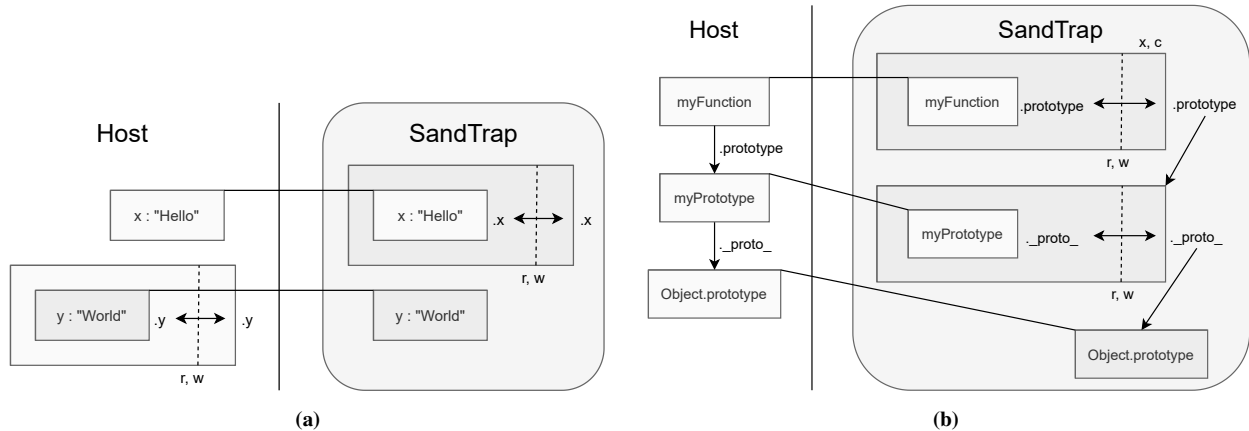 Host
SandTrap
x : "Hello"
x : "Hello"
.x
.x
r, w
y : "World"
.y
.y
y : "World"
r, w
(a)
Host
SandTrap
x, c
myFunction
myFunction
.prototype
.prototype
.prototype
r, w
myPrototype
myPrototype
._proto_
._proto_
._proto_
r, w
Object.prototype
Object.prototype
(b)